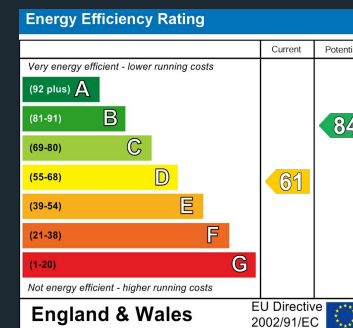 Energy Efficiency Rating
Current Potenti
Very energy efficient - lower running costs
(92 plus) A
(81-91) B
84
(69-80) C
(55-68) D
61
(39-54) E
(21-38) F
(1-20) G
Not energy efficient - higher running costs
England & Wales
EU Directive
2002/91/EC